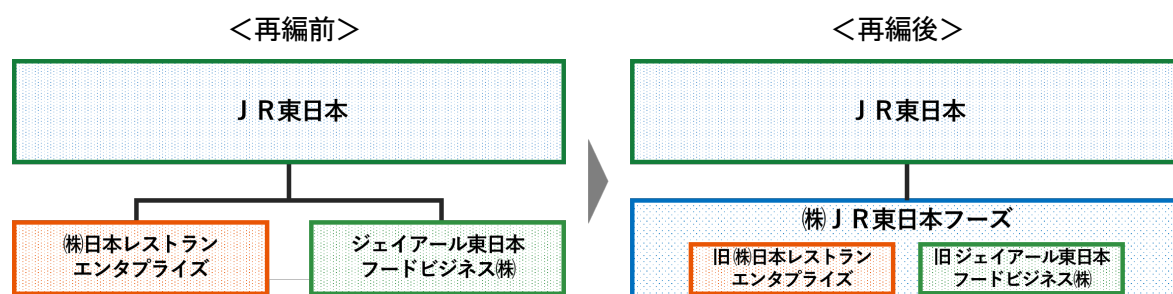 ＜再編前＞
ＪＲ東日本
㈱日本レストラン
エンタプライズ
ジェイアール東日本
フードビジネス㈱
＜再編後＞
ＪＲ東日本
㈱ＪＲ東日本フーズ
旧㈱日本レストラン
エンタプライズ
旧ジェイアール東日本
フードビジネス㈱